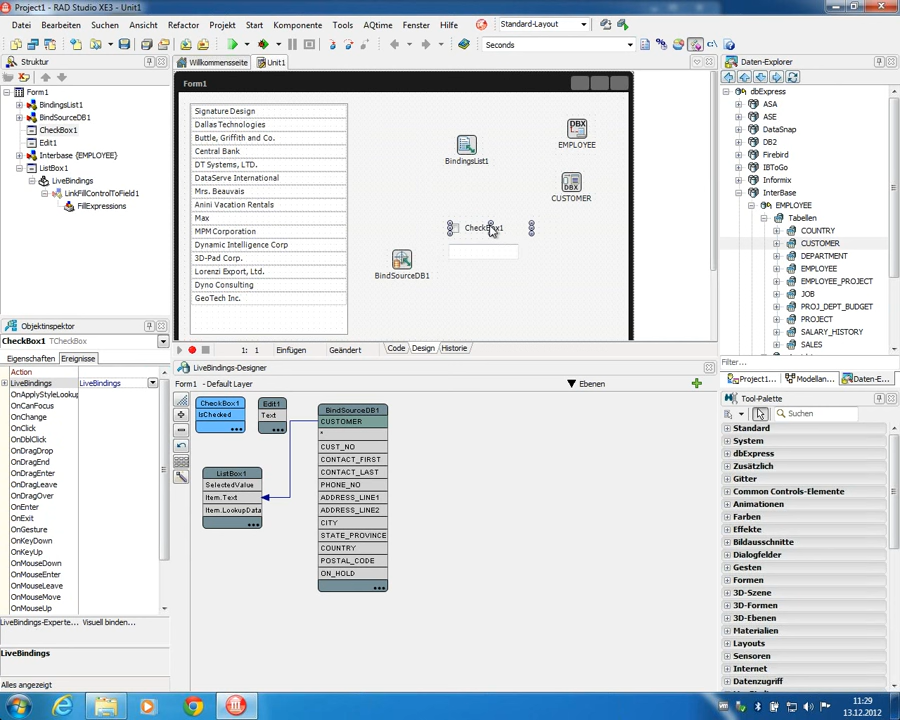 Project1 - RAD Studio XE3 - Unit1
Datei Bearbeiten Suchen Ansicht Refactor Projekt Start Komponente Tools AQtime Fenster Hilfe Standard-Layout
Seconds
Struktur
Form1
BindingsList1
BindSourceDB1
CheckBox1
Edit1
Interbase {EMPLOYEE}
ListBox1
LiveBindings
LinkFillControlToField1
FillExpressions
Willkommensseite Unit1
Form1
Signature Design
Dallas Technologies
Buttle, Griffith and Co.
Central Bank
DT Systems, LTD.
DataServe International
Mrs. Beauvais
Anini Vacation Rentals
Max
MPM Corporation
Dynamic Intelligence Corp
3D-Pad Corp.
Lorenzi Export, Ltd.
Dyno Consulting
GeoTech Inc.
BindingsList1
DBX
EMPLOYEE
DBX
CUSTOMER
CheckBox1
BindSourceDB1
1: 1 Einfügen Geändert Code Design Historie
Daten-Explorer
dbExpress
ASA
ASE
DataSnap
DB2
Firebird
IBToGo
Informix
InterBase
EMPLOYEE
Tabellen
COUNTRY
CUSTOMER
DEPARTMENT
EMPLOYEE
EMPLOYEE_PROJECT
JOB
PROJ_DEPT_BUDGET
PROJECT
SALARY_HISTORY
SALES
Filter...
Project1... Modellan... Daten-E...
Objektinspektor
CheckBox1 TCheckBox
Eigenschaften Ereignisse
Action
LiveBindings LiveBindings
OnApplyStyleLookup
OnCanFocus
OnChange
OnClick
OnDblClick
OnDragDrop
OnDragEnd
OnDragEnter
OnDragLeave
OnDragOver
OnEnter
OnExit
OnGesture
OnKeyDown
OnKeyUp
OnMouseDown
OnMouseEnter
OnMouseLeave
OnMouseMove
OnMouseUp
LiveBindings-Experte... Visuell binden...
LiveBindings
Alles angezeigt
LiveBindings-Designer
Form1 - Default Layer Ebenen
CheckBox1
IsChecked
Edit1
Text
ListBox1
SelectedValue
Item.Text
Item.LookupData
BindSourceDB1
CUSTOMER
*
CUST_NO
CONTACT_FIRST
CONTACT_LAST
PHONE_NO
ADDRESS_LINE1
ADDRESS_LINE2
CITY
STATE_PROVINCE
COUNTRY
POSTAL_CODE
ON_HOLD
Tool-Palette
Suchen
Standard
System
dbExpress
Zusätzlich
Gitter
Common Controls-Elemente
Animationen
Farben
Effekte
Bildausschnitte
Dialogfelder
Gesten
Formen
3D-Szene
3D-Formen
3D-Ebenen
Materialien
Layouts
Sensoren
Internet
Datenzugriff
11:29
13.12.2012